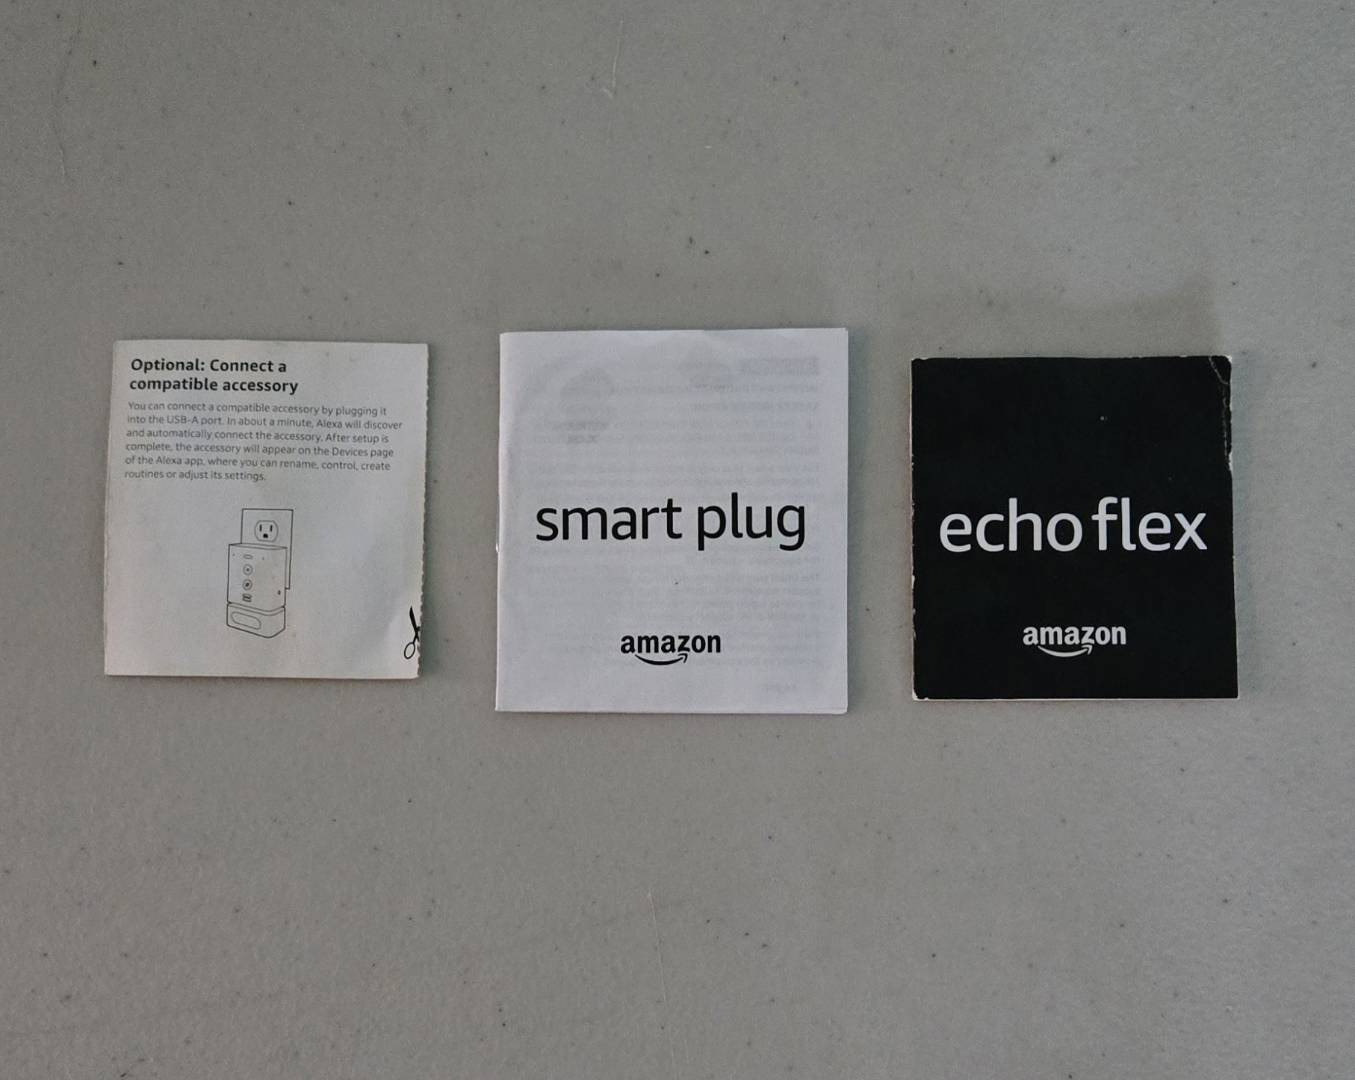 Optional: Connect a
compatible accessory
You can connect a compatible accessory by plugging it
into the USB-A port. In about a minute, Alexa will discover
and automatically connect the accessory. After setup is
complete, the accessory will appear on the Devices page
of the Alexa app, where you can rename, control, create
routines or adjust its settings.
smart plug
amazon
echo flex
amazon